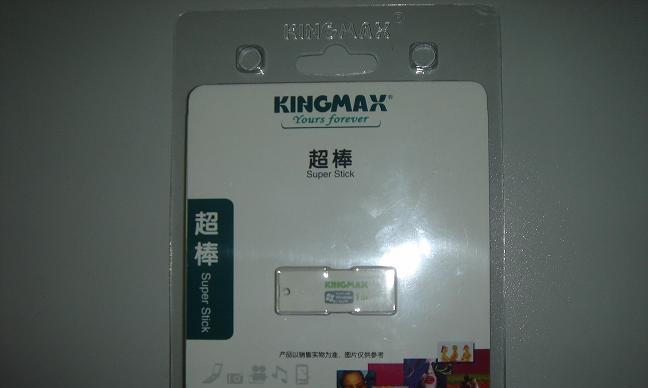 KINGMAX®
KINGMAX®
Yours forever
超棒
Super Stick
超棒
Super Stick
KINGMAX
产品以销售实物为准，图片仅供参考